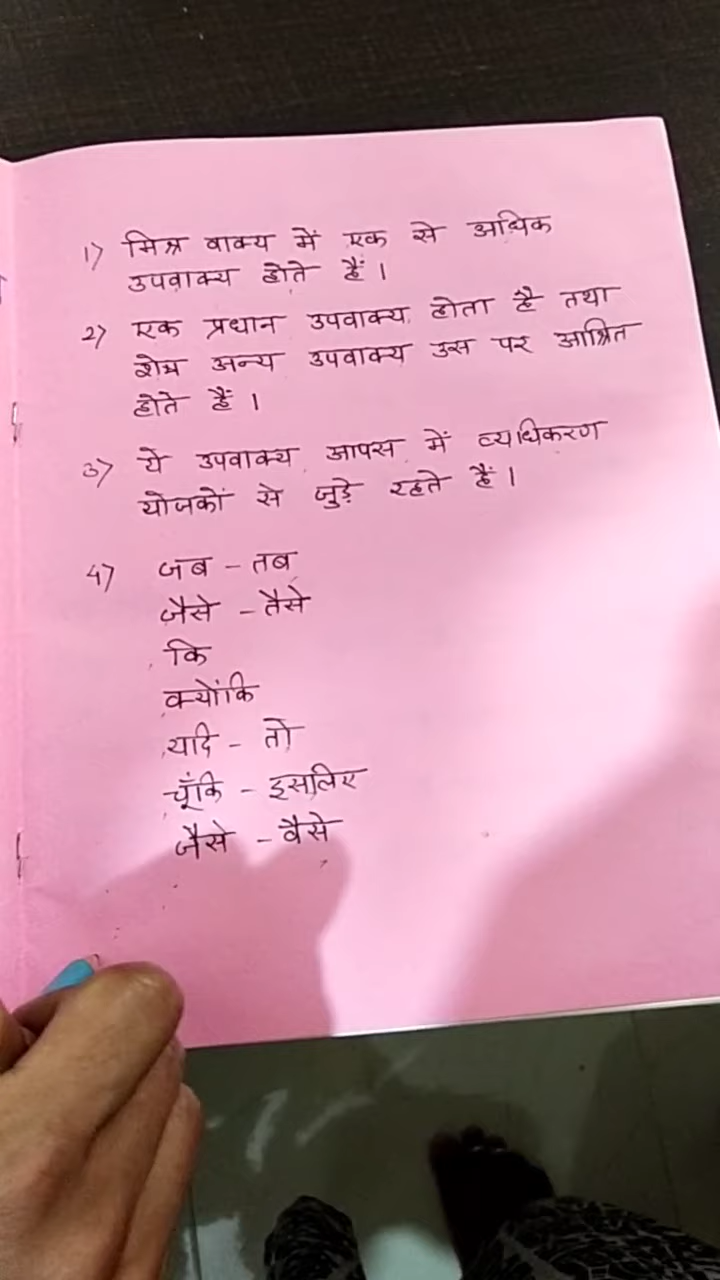 1) मिश्र वाक्य में एक से अधिक
उपवाक्य होते हैं।
2) एक प्रधान उपवाक्य होता है तथा
शेष अन्य उपवाक्य उस पर आश्रित
होते हैं।
3) ये उपवाक्य आपस में व्यधिकरण
योजकों से जुड़े रहते हैं।
4) जब - तब
जैसे - तैसे
कि
क्योंकि
यदि - तो
चूँकि - इसलिए
जैसे - वैसे